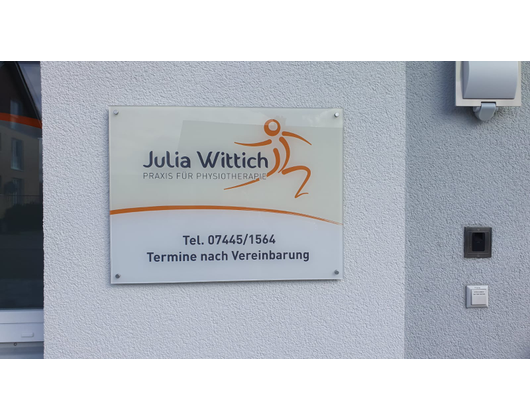 Julia Wittich
PRAXIS FÜR PHYSIOTHERAPIE
Tel. 07445/1564
Termine nach Vereinbarung